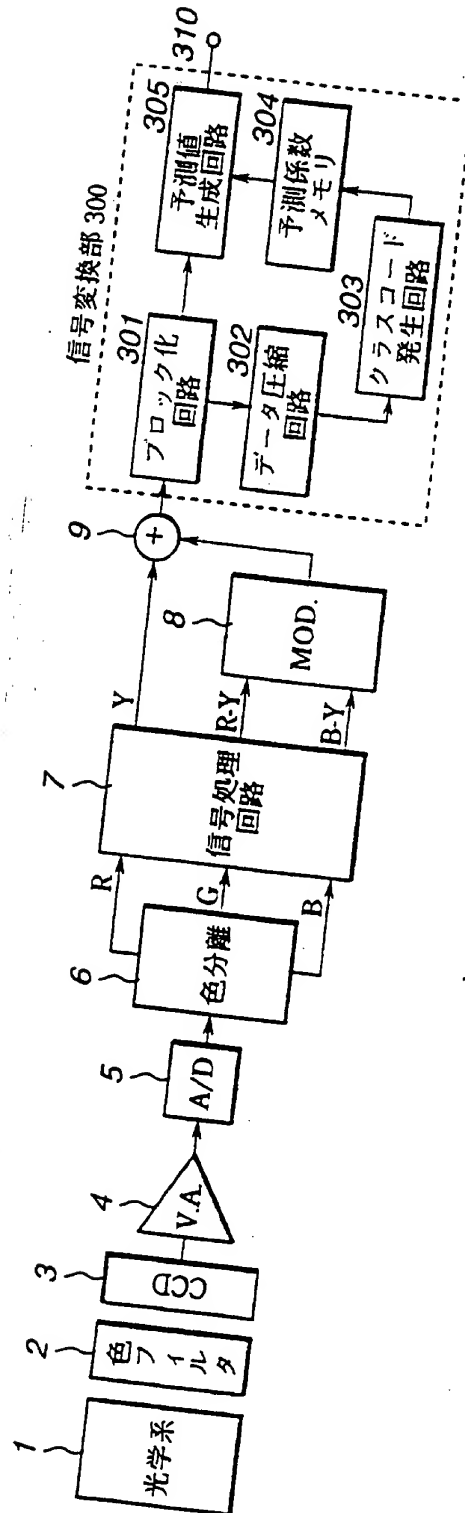 1
光学系
2
色フィルタ
3
CCD
4
V.A.
5
A/D
6
色分離
R
G
B
7
信号処理
回路
Y
R-Y
B-Y
8
MOD.
9
+
信号変換部 300
301
ブロック化
回路
302
データ圧縮
回路
303
クラスコード
発生回路
304
予測係数
メモリ
305
予測値
生成回路
310